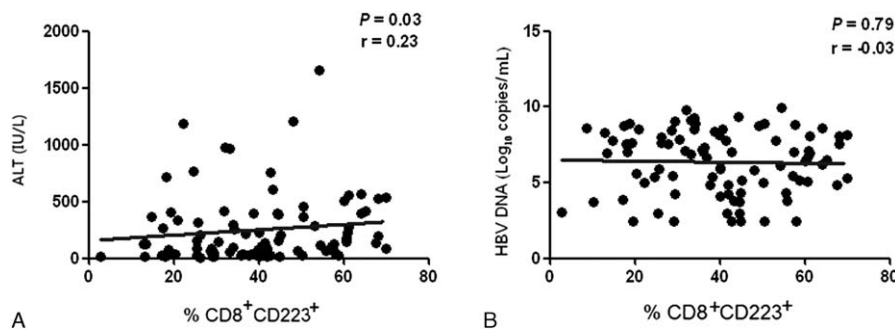 P = 0.03
r = 0.23
2000
1500
1000
500
0
ALT (IU/L)
0 20 40 60 80
% CD8+CD223+
A
P = 0.79
r = -0.03
15
10
5
0
HBV DNA (Log10 copies/mL)
0 20 40 60 80
% CD8+CD223+
B